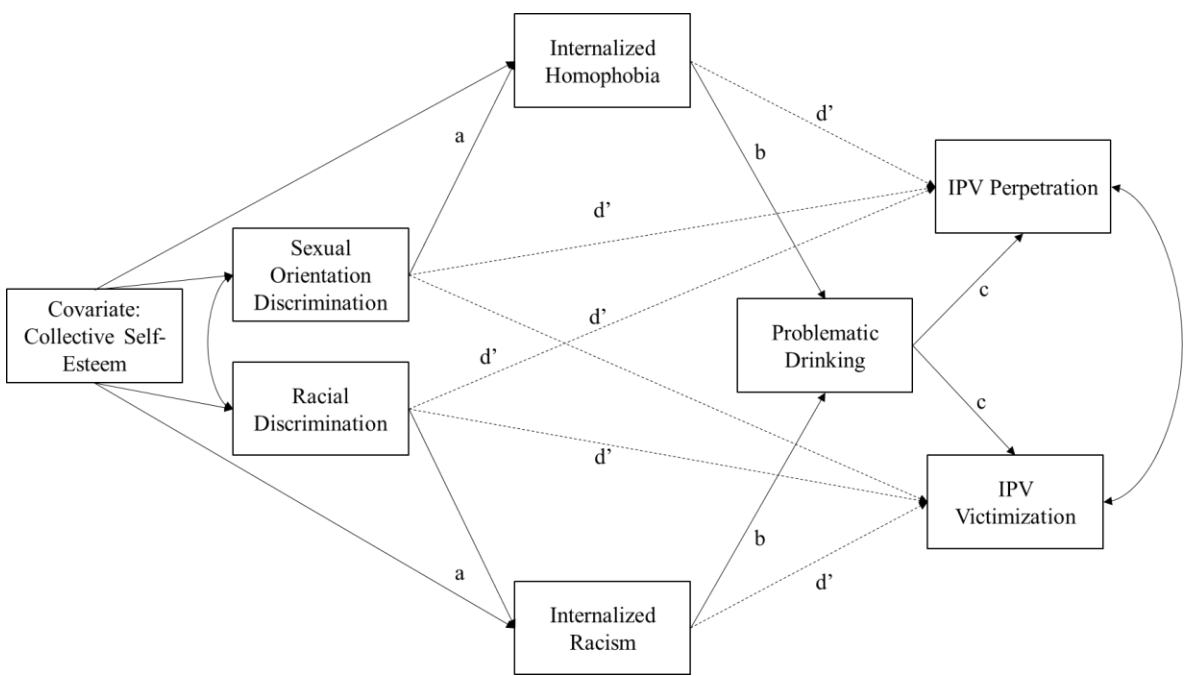 Internalized
Homophobia
a
b
d’
IPV Perpetration
d’
Sexual
Orientation
Discrimination
Covariate:
Collective Self-
Esteem
c
d’
Problematic
Drinking
d’
Racial
Discrimination
c
d’
IPV
Victimization
b
a
d’
Internalized
Racism